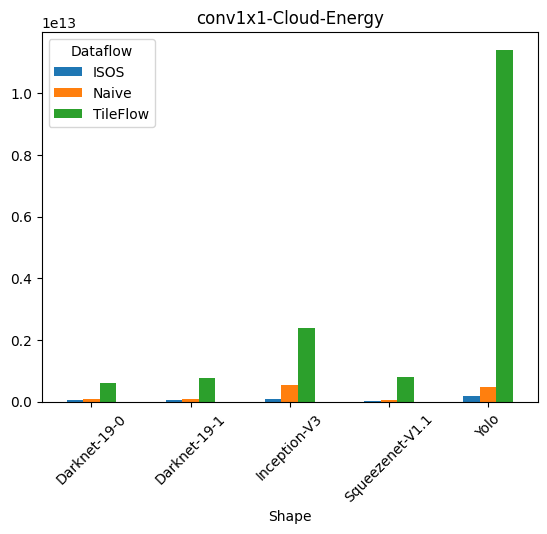 conv1x1-Cloud-Energy
1e13
Dataflow
ISOS
Naive
TileFlow
1.0
0.8
0.6
0.4
0.2
0.0
Darknet-19-0
Darknet-19-1
Inception-V3
Squeezenet-V1.1
Yolo
Shape